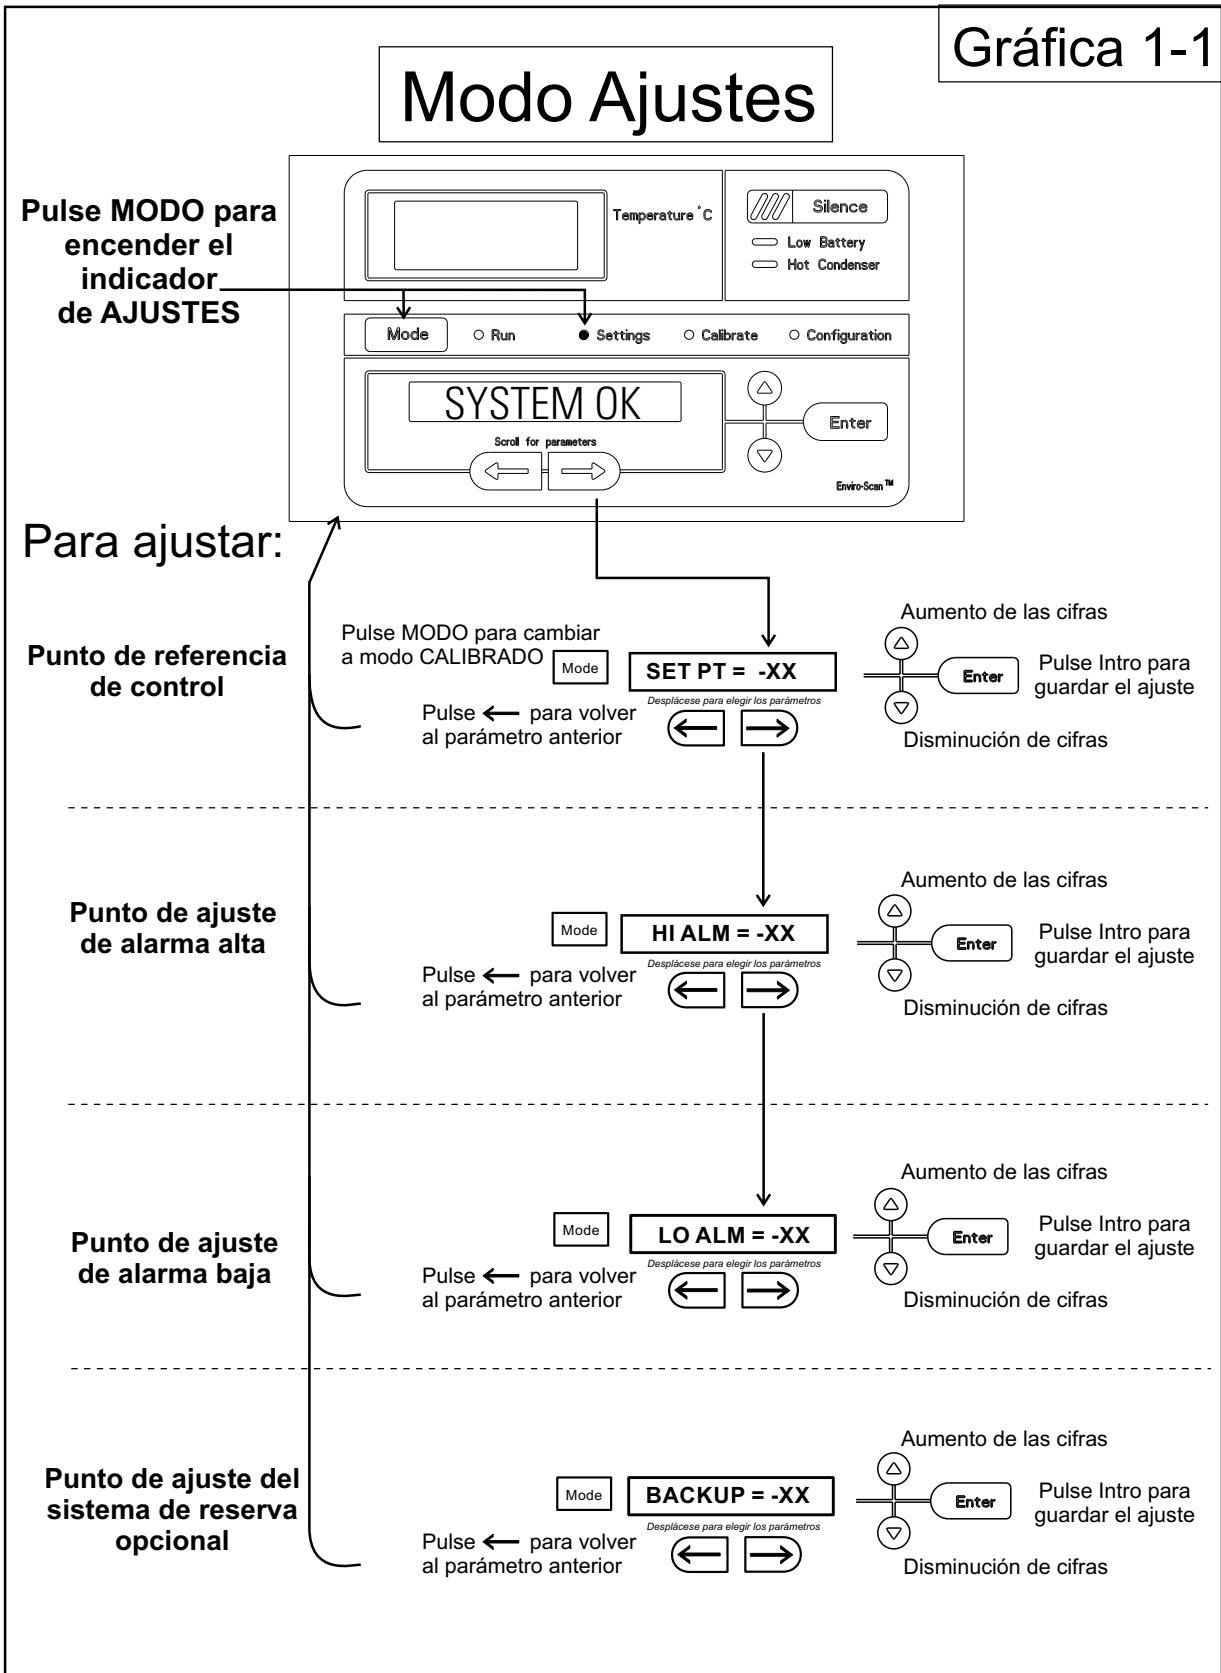 Gráfica 1-1
Modo Ajustes
Pulse MODO para
encender el
indicador
de AJUSTES
Temperature °C
Silence
Low Battery
Hot Condenser
Mode
Run
Settings
Calibrate
Configuration
SYSTEM OK
Scroll for parameters
Enter
Enviro-Scan™
Para ajustar:
Punto de referencia
de control
Pulse MODO para cambiar
a modo CALIBRADO
Mode
SET PT = -XX
Desplácese para elegir los parámetros
Pulse ← para volver
al parámetro anterior
Aumento de las cifras
Enter
Pulse Intro para
guardar el ajuste
Disminución de cifras
Punto de ajuste
de alarma alta
Mode
HI ALM = -XX
Desplácese para elegir los parámetros
Pulse ← para volver
al parámetro anterior
Aumento de las cifras
Enter
Pulse Intro para
guardar el ajuste
Disminución de cifras
Punto de ajuste
de alarma baja
Mode
LO ALM = -XX
Desplácese para elegir los parámetros
Pulse ← para volver
al parámetro anterior
Aumento de las cifras
Enter
Pulse Intro para
guardar el ajuste
Disminución de cifras
Punto de ajuste del
sistema de reserva
opcional
Mode
BACKUP = -XX
Desplácese para elegir los parámetros
Pulse ← para volver
al parámetro anterior
Aumento de las cifras
Enter
Pulse Intro para
guardar el ajuste
Disminución de cifras